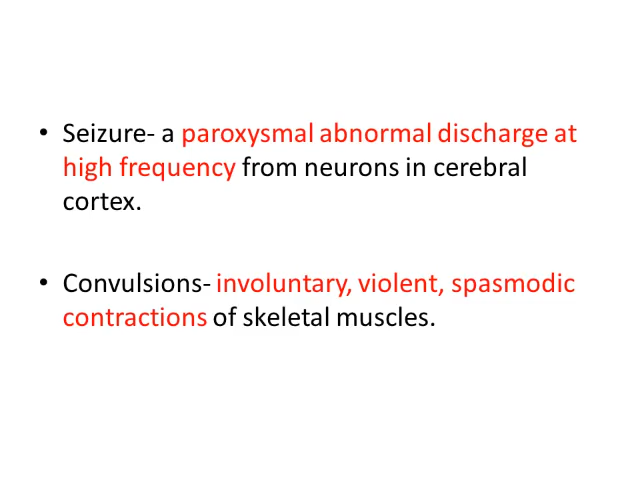 • Seizure- a paroxysmal abnormal discharge at
high frequency from neurons in cerebral
cortex.
• Convulsions- involuntary, violent, spasmodic
contractions of skeletal muscles.